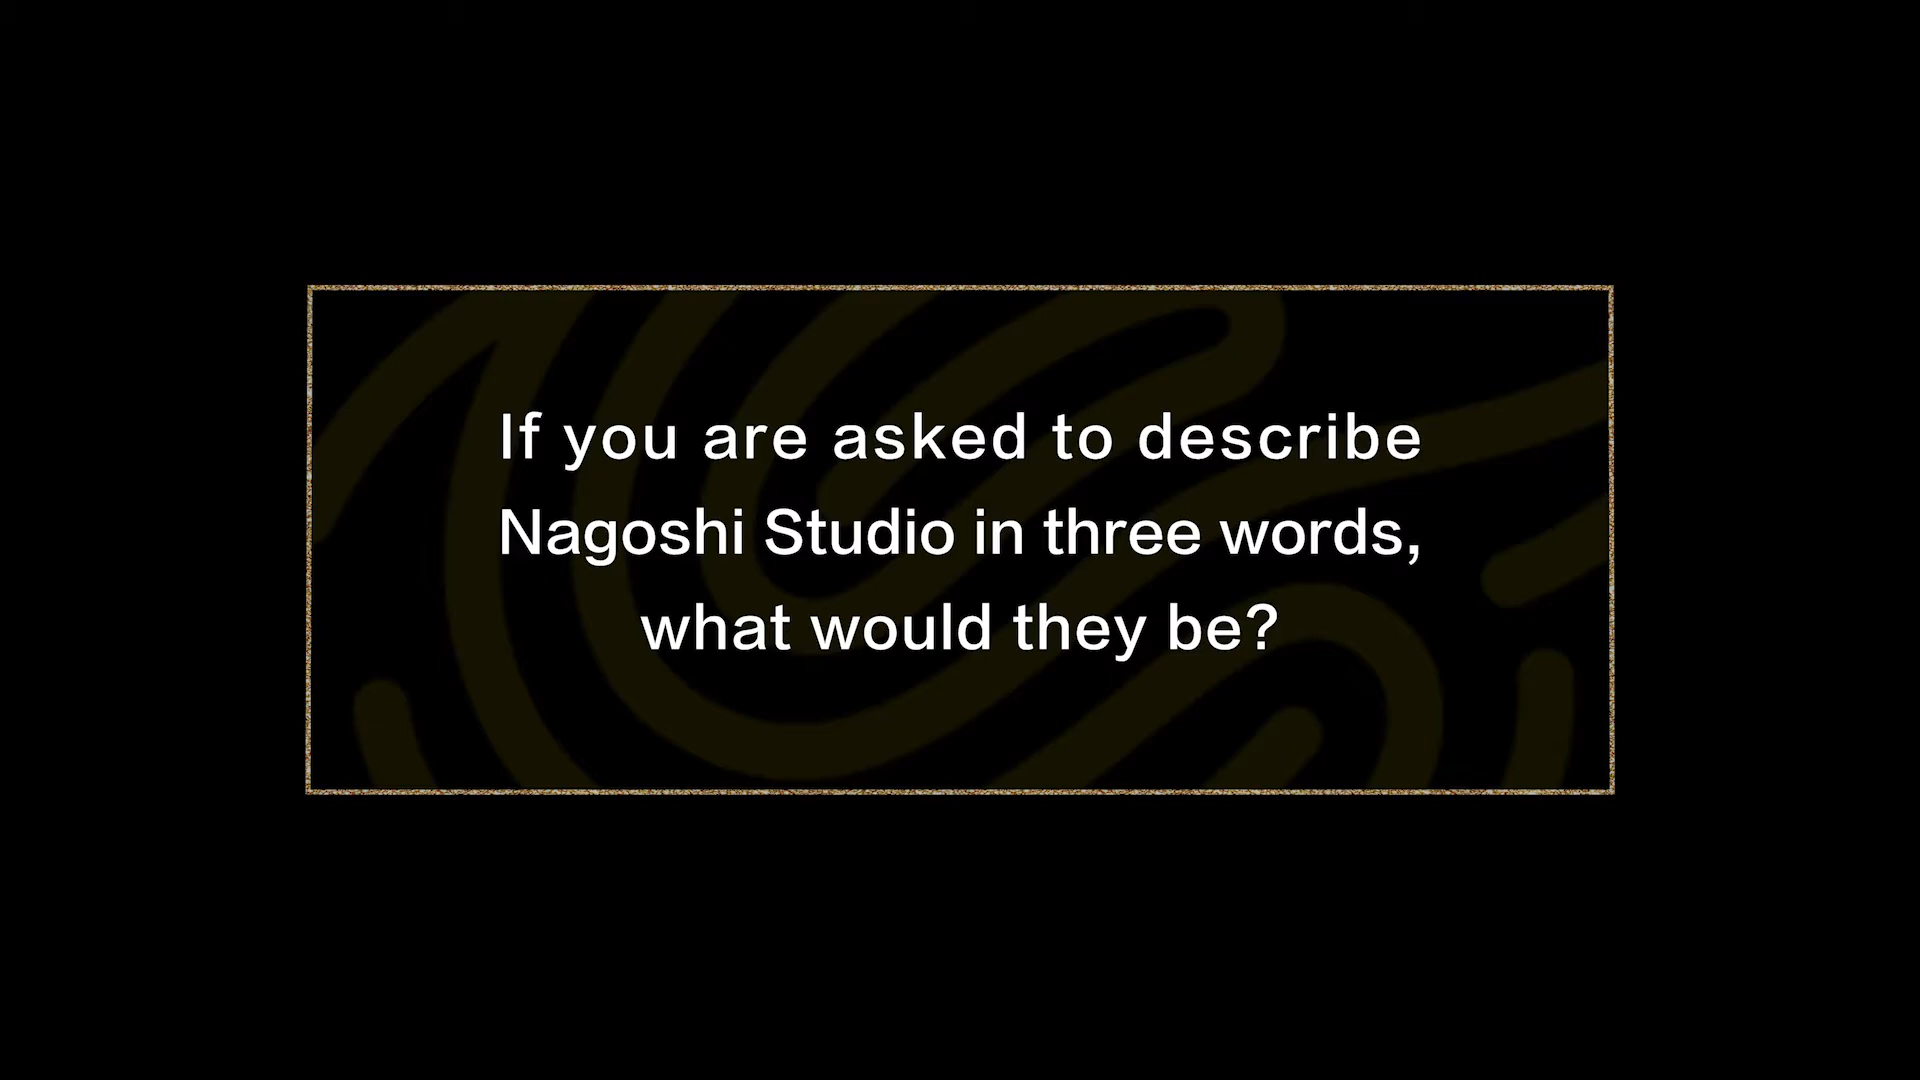 If you are asked to describe
Nagoshi Studio in three words,
what would they be?